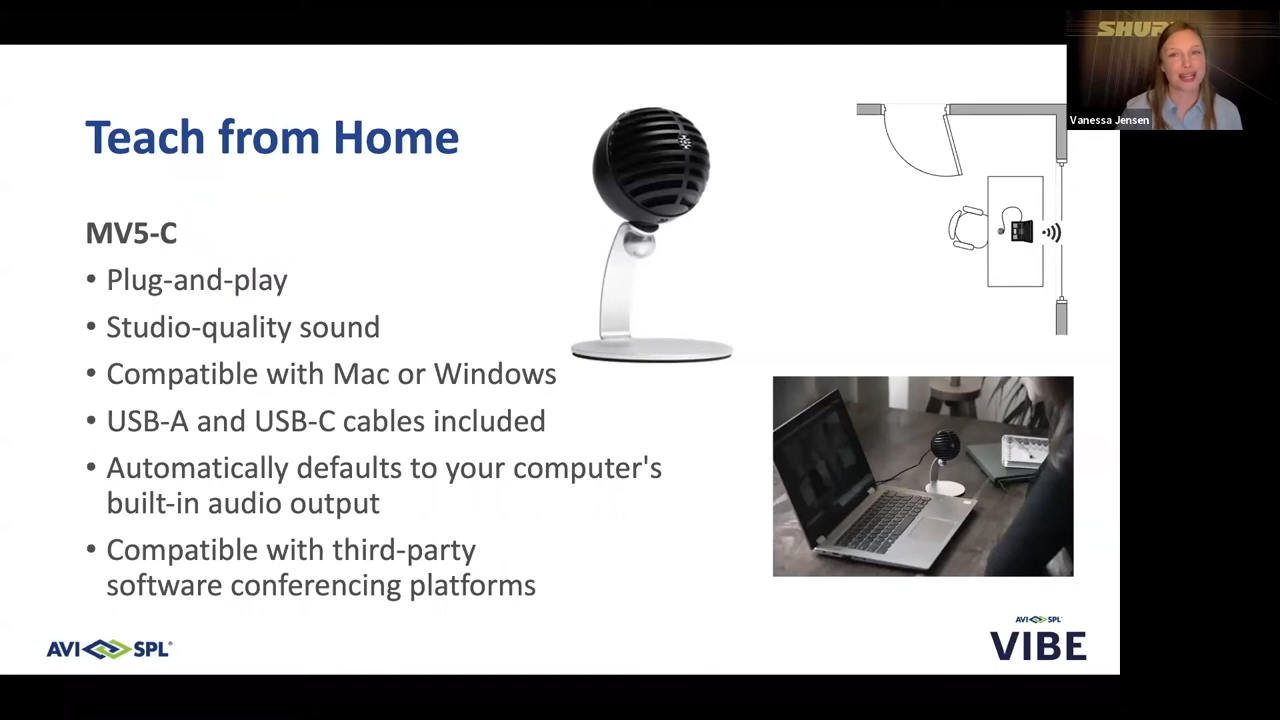 SHURE
Vanessa Jensen
Teach from Home
MV5-C
• Plug-and-play
• Studio-quality sound
• Compatible with Mac or Windows
• USB-A and USB-C cables included
• Automatically defaults to your computer's
built-in audio output
• Compatible with third-party
software conferencing platforms
AVI SPL
AVI SPL
VIBE